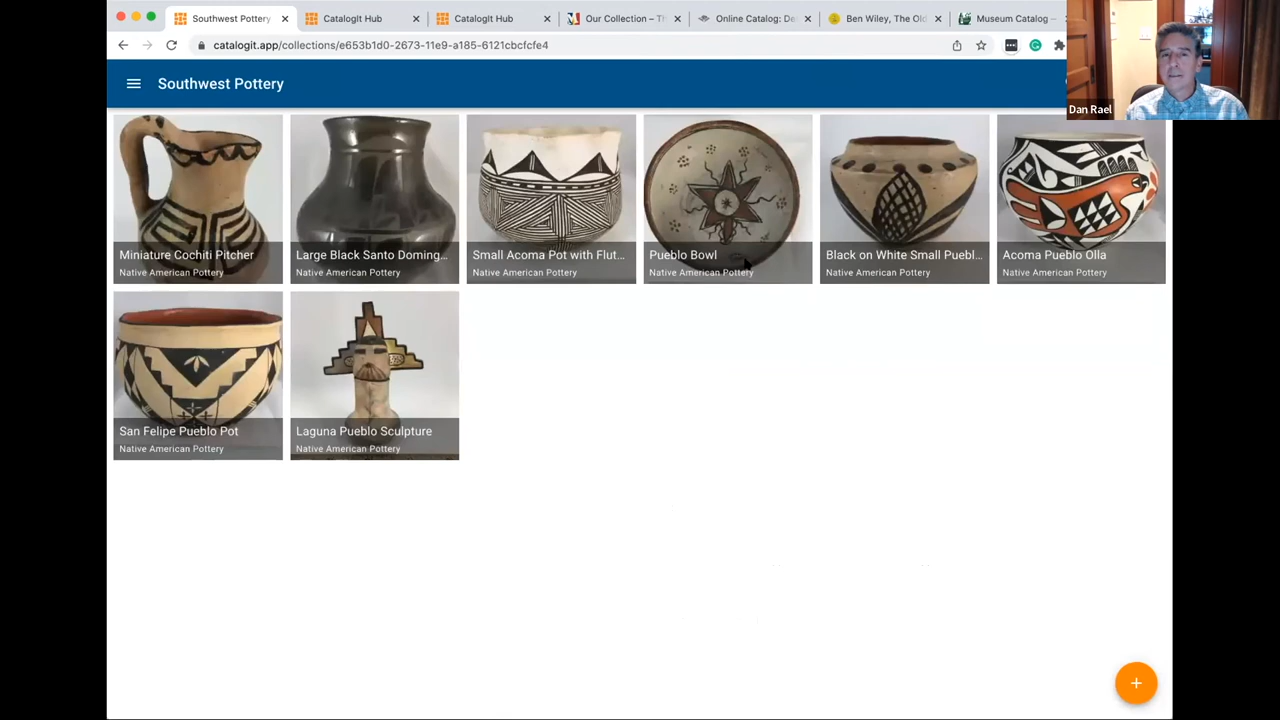 Southwest Pottery
CatalogIt Hub
CatalogIt Hub
Our Collection – Th
Online Catalog: De
Ben Wiley, The Old
Museum Catalog –
catalogit.app/collections/e653b1d0-2673-11e9-a185-6121cbcfcfe4
Southwest Pottery
Dan Rael
Miniature Cochiti Pitcher
Native American Pottery
Large Black Santo Doming...
Native American Pottery
Small Acoma Pot with Flut...
Native American Pottery
Pueblo Bowl
Native American Pottery
Black on White Small Puebl...
Native American Pottery
Acoma Pueblo Olla
Native American Pottery
San Felipe Pueblo Pot
Native American Pottery
Laguna Pueblo Sculpture
Native American Pottery